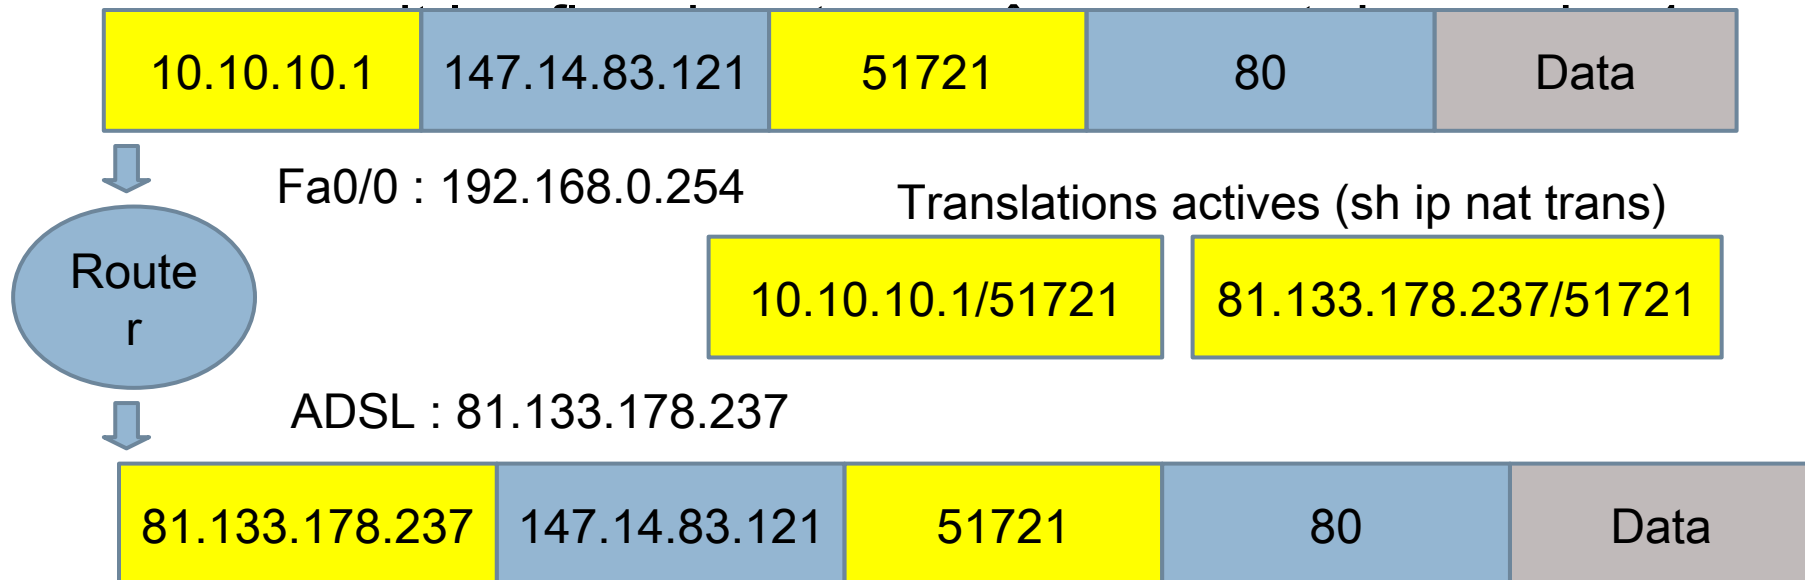 10.10.10.1 147.14.83.121 51721 80 Data
Fa0/0 : 192.168.0.254
Translations actives (sh ip nat trans)
Route
r
10.10.10.1/51721 81.133.178.237/51721
ADSL : 81.133.178.237
81.133.178.237 147.14.83.121 51721 80 Data